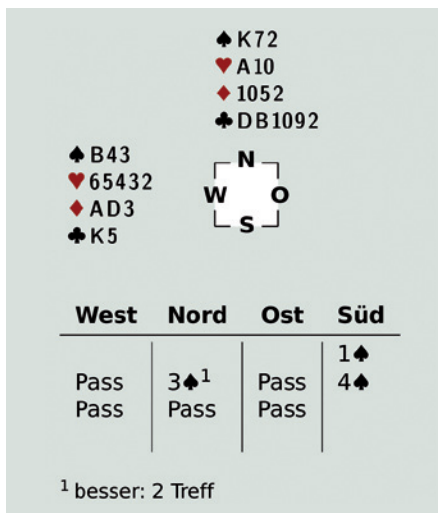 ♠ K72
♥ A10
♦ 1052
♣ DB1092
♠ B43
♥ 65432
♦ AD3
♣ K5
N
W O
S
West Nord Ost Süd
1♠
Pass 3♠¹ Pass 4♠
Pass Pass Pass
¹ besser: 2 Treff